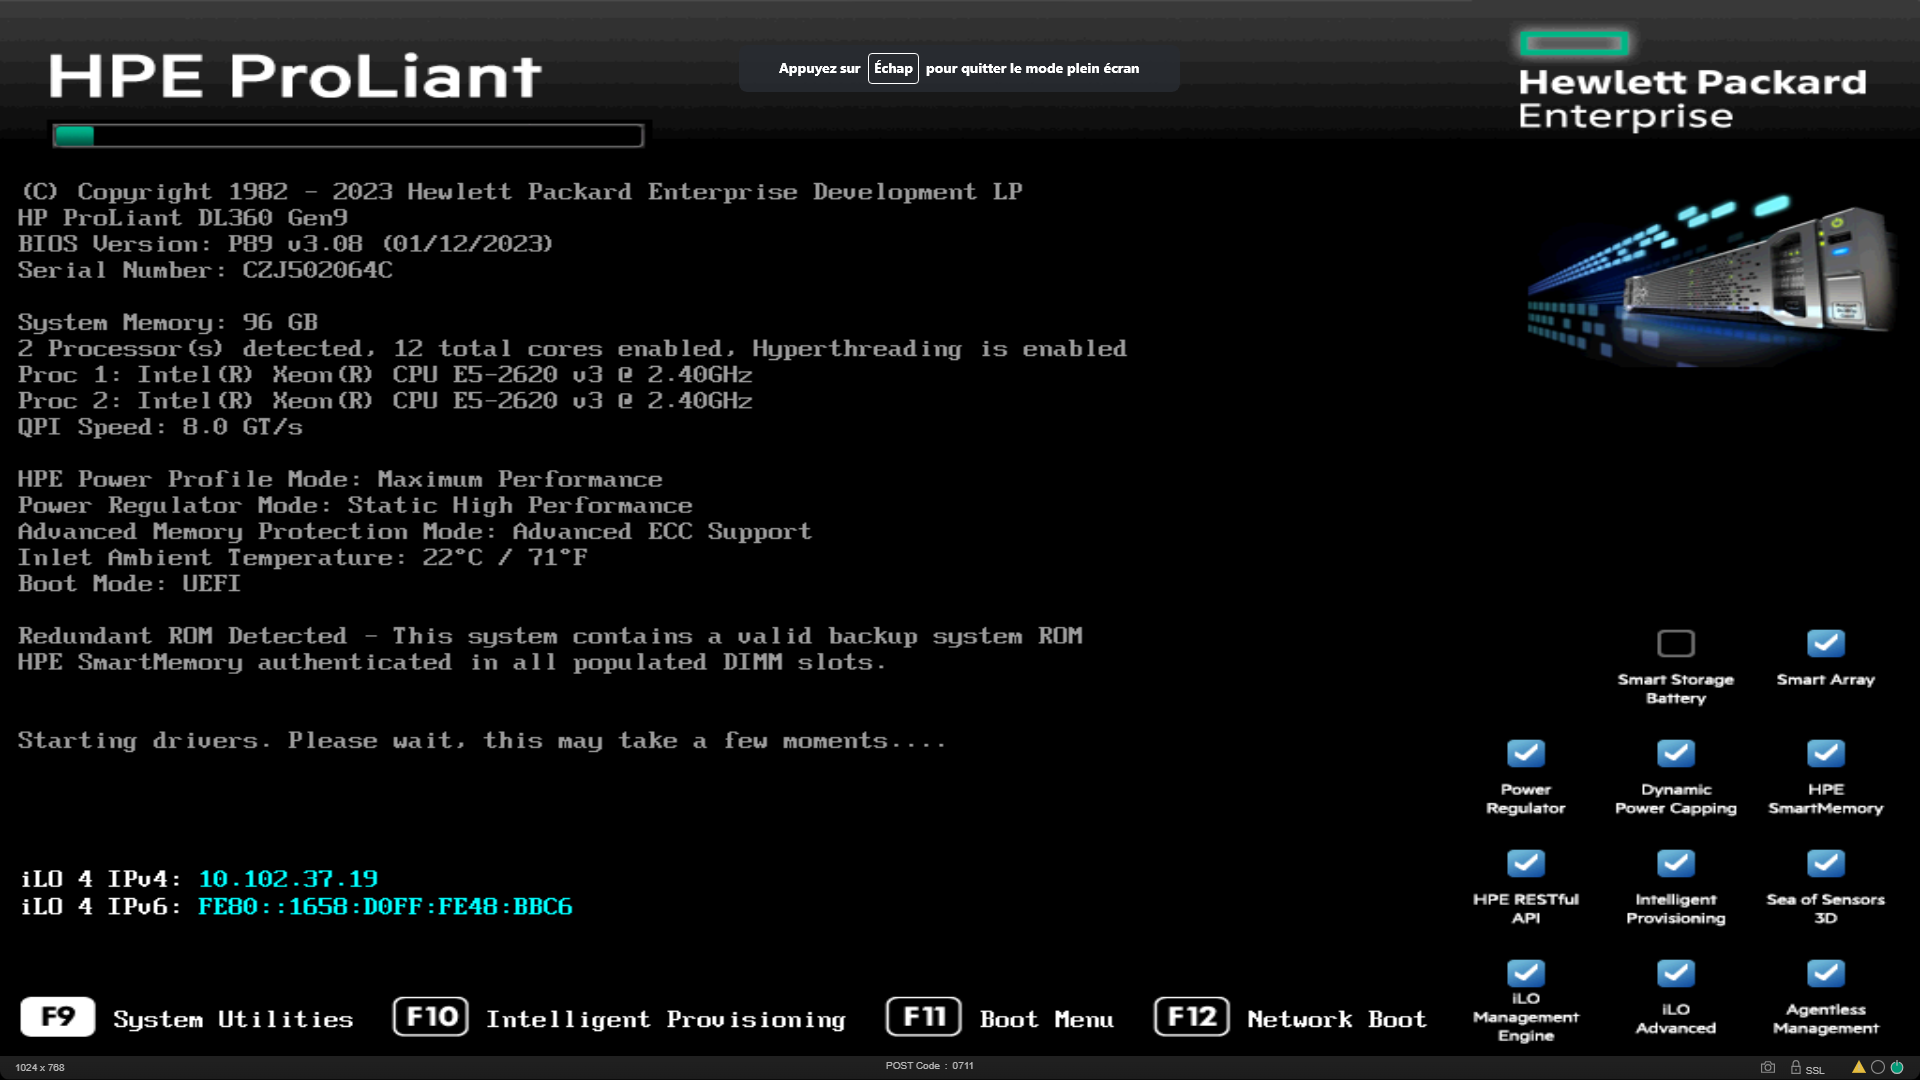 HPE ProLiant
Appuyez sur Échap pour quitter le mode plein écran
Hewlett Packard
Enterprise
(C) Copyright 1982 - 2023 Hewlett Packard Enterprise Development LP
HP ProLiant DL360 Gen9
BIOS Version: P89 v3.08 (01/12/2023)
Serial Number: CZJ502064C
System Memory: 96 GB
2 Processor(s) detected, 12 total cores enabled, Hyperthreading is enabled
Proc 1: Intel(R) Xeon(R) CPU E5-2620 v3 @ 2.40GHz
Proc 2: Intel(R) Xeon(R) CPU E5-2620 v3 @ 2.40GHz
QPI Speed: 8.0 GT/s
HPE Power Profile Mode: Maximum Performance
Power Regulator Mode: Static High Performance
Advanced Memory Protection Mode: Advanced ECC Support
Inlet Ambient Temperature: 22°C / 71°F
Boot Mode: UEFI
Redundant ROM Detected - This system contains a valid backup system ROM
HPE SmartMemory authenticated in all populated DIMM slots.
Starting drivers. Please wait, this may take a few moments....
Smart Storage
Battery
Smart Array
Power
Regulator
Dynamic
Power Capping
HPE
SmartMemory
HPE RESTful
API
Intelligent
Provisioning
Sea of Sensors
3D
iLO
Management
Engine
iLO
Advanced
Agentless
Management
iLO 4 IPv4: 10.102.37.19
iLO 4 IPv6: FE80::1658:D0FF:FE48:BBC6
F9 System Utilities F10 Intelligent Provisioning F11 Boot Menu F12 Network Boot
1024 x 768
POST Code : 0711
SSL